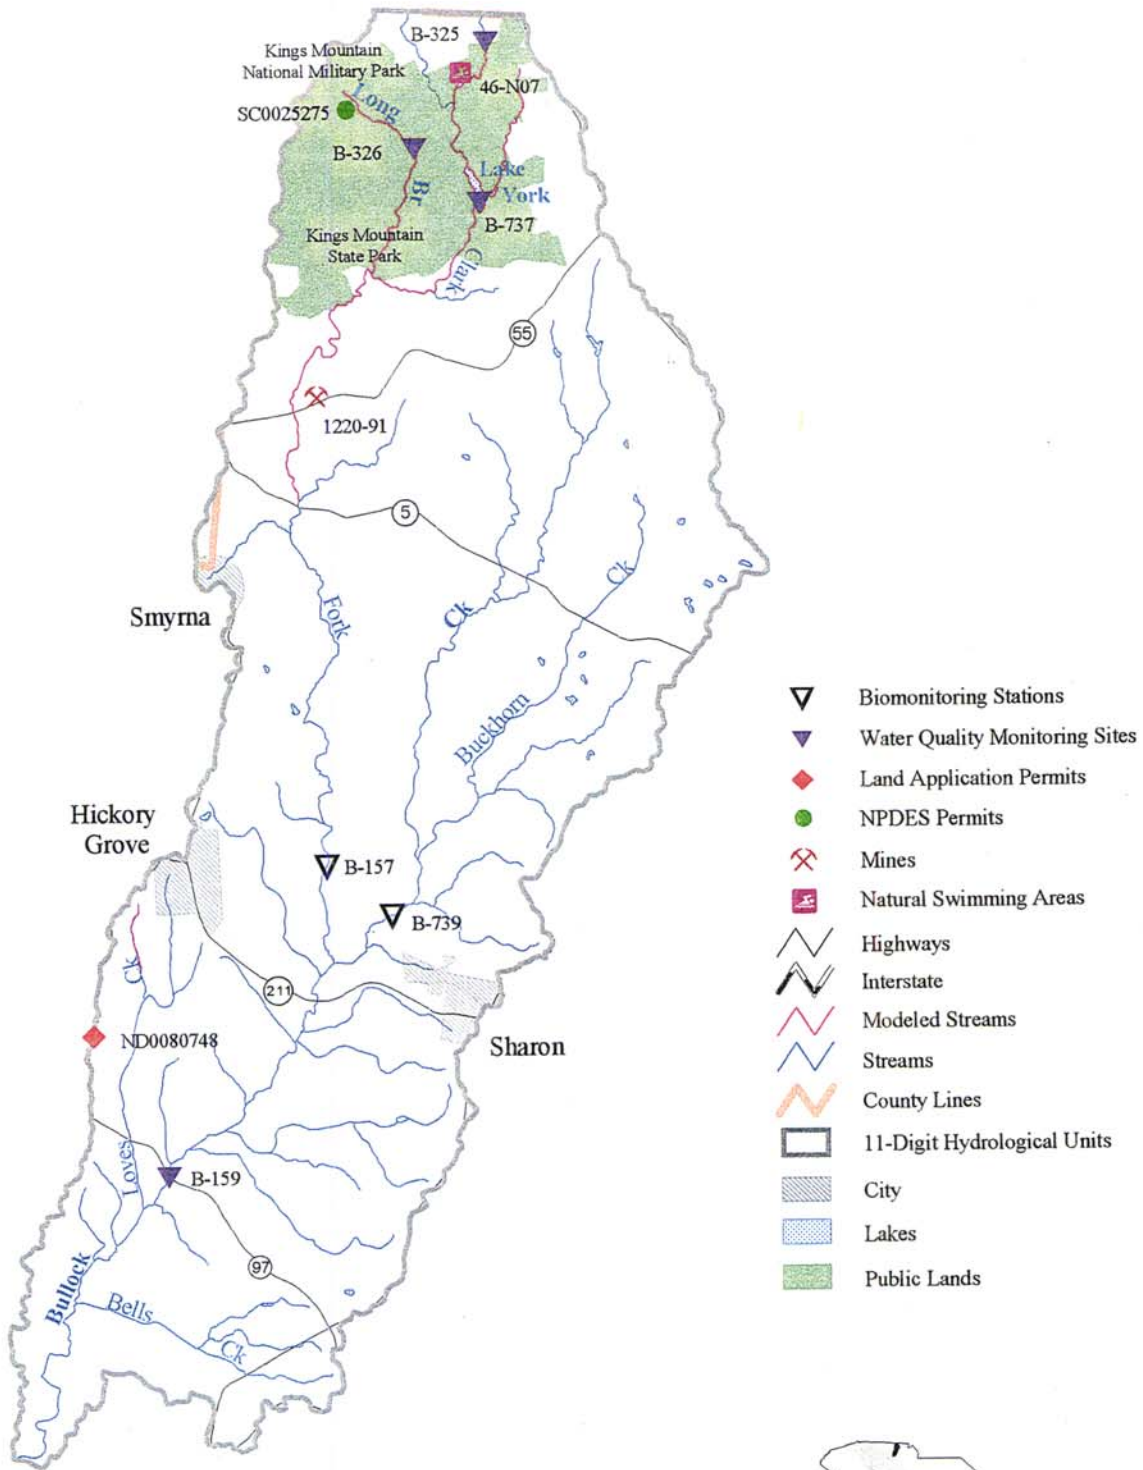 B-325
Kings Mountain
National Military Park
46-N07
Long
SC0025275
B-326
Lake
York
Br
B-737
Kings Mountain
State Park
Clark
55
1220-91
5
Ck
Smyrna
Fork
Ck
Buckhorn
Hickory
Grove
B-157
B-739
Ck
211
ND0080748
Sharon
Loves
B-159
97
Bullock
Bells
Ck
Biomonitoring Stations
Water Quality Monitoring Sites
Land Application Permits
NPDES Permits
Mines
Natural Swimming Areas
Highways
Interstate
Modeled Streams
Streams
County Lines
11-Digit Hydrological Units
City
Lakes
Public Lands